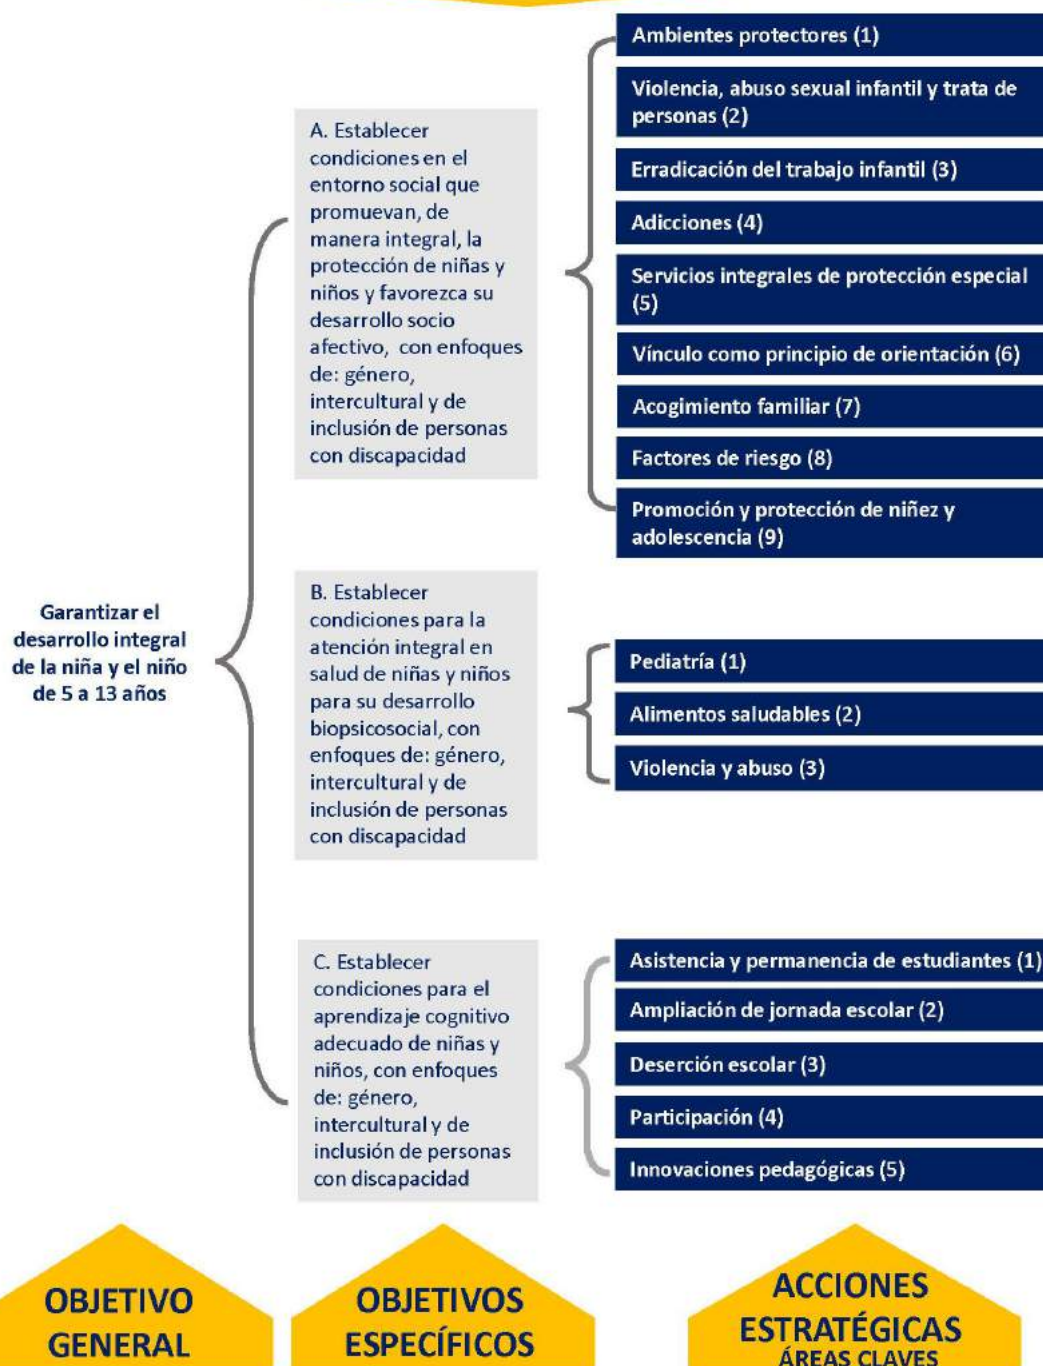 Garantizar el
desarrollo integral
de la niña y el niño
de 5 a 13 años
A. Establecer
condiciones en el
entorno social que
promuevan, de
manera integral, la
protección de niñas y
niños y favorezca su
desarrollo socio
afectivo, con enfoques
de: género,
intercultural y de
inclusión de personas
con discapacidad
Ambientes protectores (1)
Violencia, abuso sexual infantil y trata de
personas (2)
Erradicación del trabajo infantil (3)
Adicciones (4)
Servicios integrales de protección especial
(5)
Vínculo como principio de orientación (6)
Acogimiento familiar (7)
Factores de riesgo (8)
Promoción y protección de niñez y
adolescencia (9)
B. Establecer
condiciones para la
atención integral en
salud de niñas y niños
para su desarrollo
biopsicosocial, con
enfoques de: género,
intercultural y de
inclusión de personas
con discapacidad
Pediatría (1)
Alimentos saludables (2)
Violencia y abuso (3)
C. Establecer
condiciones para el
aprendizaje cognitivo
adecuado de niñas y
niños, con enfoques
de: género,
intercultural y de
inclusión de personas
con discapacidad
Asistencia y permanencia de estudiantes (1)
Ampliación de jornada escolar (2)
Deserción escolar (3)
Participación (4)
Innovaciones pedagógicas (5)
OBJETIVO
GENERAL
OBJETIVOS
ESPECÍFICOS
ACCIONES
ESTRATÉGICAS
ÁREAS CLAVES